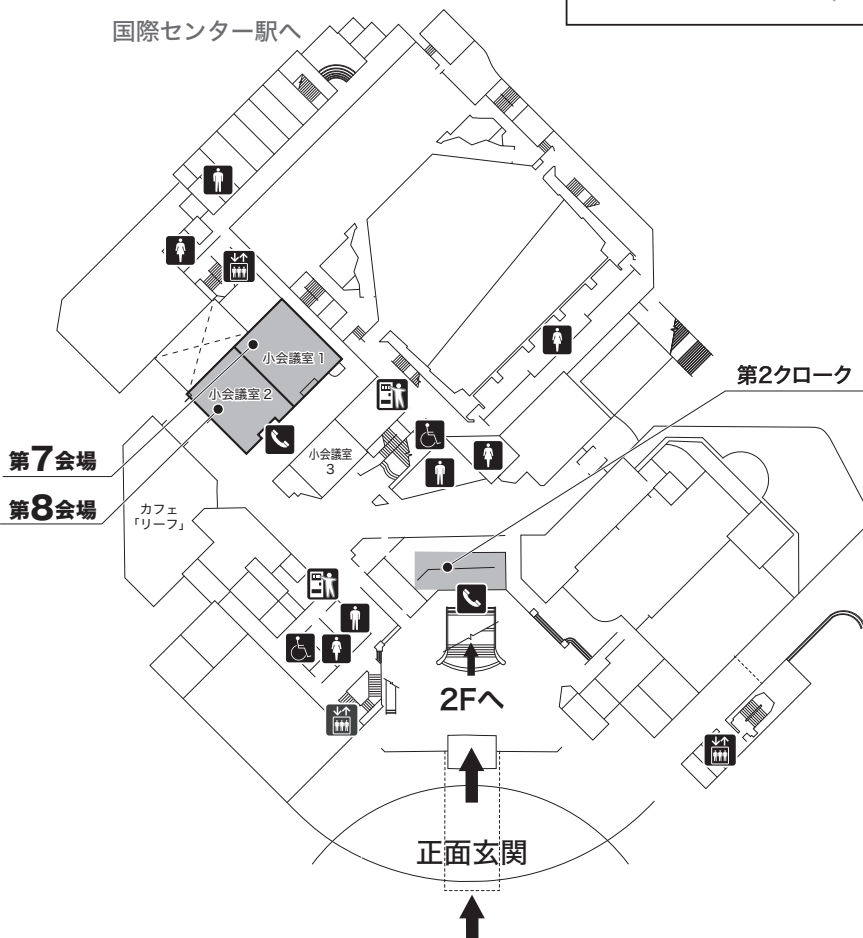 国際センター駅へ
小会議室 1
小会議室 2
第2クローク
第7会場
小会議室
3
第8会場
カフェ
「リーフ」
2Fへ
正面玄関